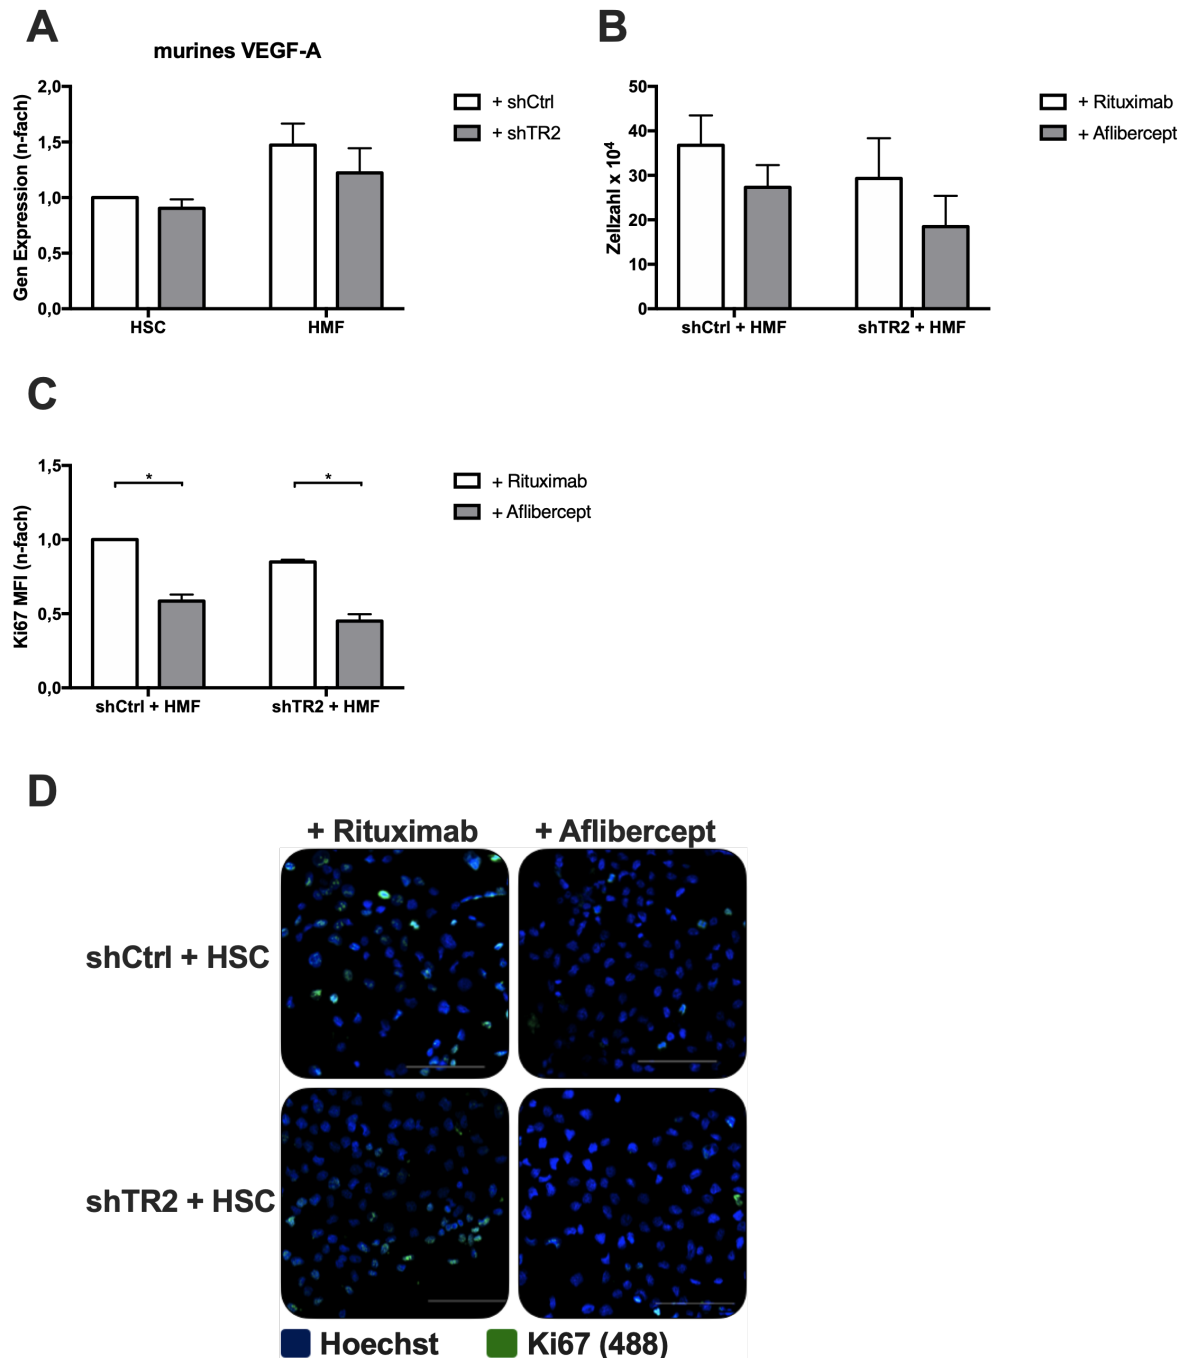 A
murines VEGF-A
Gen Expression (n-fach)
2,0
1,5
1,0
0,5
0,0
HSC
HMF
+ shCtrl
+ shTR2
B
Zellzahl x 10⁴
50
40
30
20
10
0
shCtrl + HMF
shTR2 + HMF
+ Rituximab
+ Aflibercept
C
Ki67 MFI (n-fach)
1,5
1,0
0,5
0,0
*
*
shCtrl + HMF
shTR2 + HMF
+ Rituximab
+ Aflibercept
D
+ Rituximab
+ Aflibercept
shCtrl + HSC
shTR2 + HSC
Hoechst
Ki67 (488)